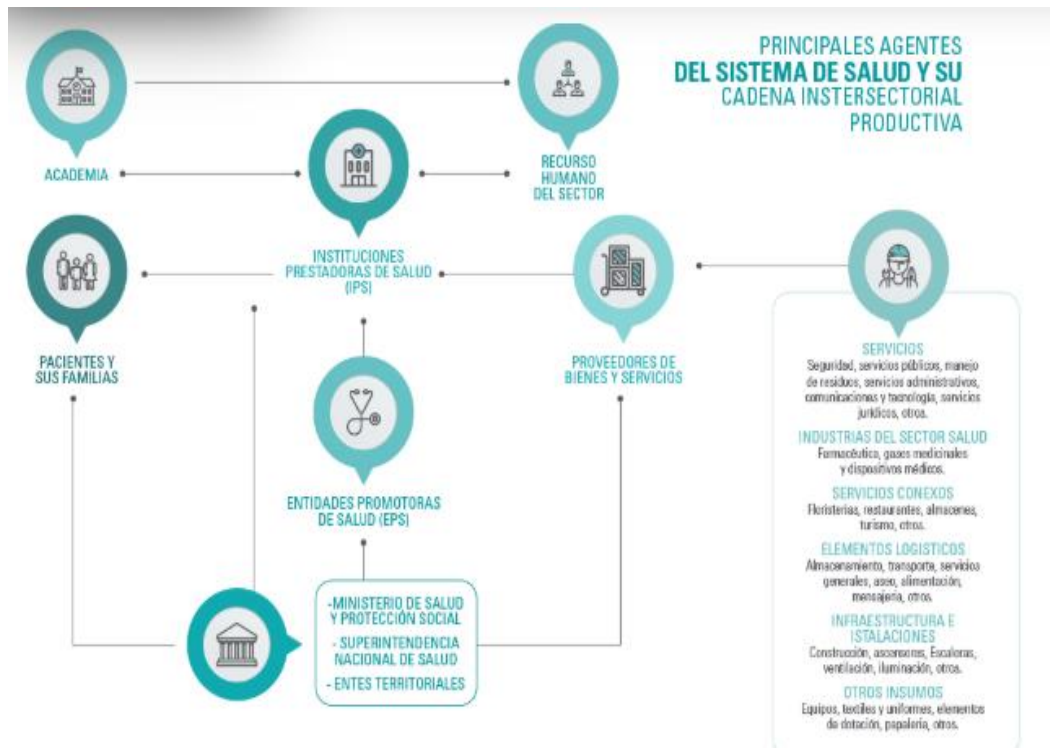 PRINCIPALES AGENTES
DEL SISTEMA DE SALUD Y SU
CADENA INSTERSECTORIAL
PRODUCTIVA
ACADEMIA
RECURSO
HUMANO
DEL SECTOR
INSTITUCIONES
PRESTADORAS DE SALUD
(IPS)
PACIENTES Y
SUS FAMILIAS
PROVEEDORES DE
BIENES Y SERVICIOS
ENTIDADES PROMOTORAS
DE SALUD (EPS)
-MINISTERIO DE SALUD
Y PROTECCIÓN SOCIAL
- SUPERINTENDENCIA
NACIONAL DE SALUD
- ENTES TERRITORIALES
SERVICIOS
Seguridad, servicios públicos, manejo
de residuos, servicios administrativos,
comunicaciones y tecnología, servicios
jurídicos, otros.
INDUSTRIAS DEL SECTOR SALUD
Farmacéutica, gases medicinales
y dispositivos médicos.
SERVICIOS CONEXOS
Floristerías, restaurantes, almacenes,
turismo, otros.
ELEMENTOS LOGISTICOS
Almacenamiento, transporte, servicios
generales, aseo, alimentación,
mensajería, otros.
INFRAESTRUCTURA E
ISTALACIONES
Construcción, ascensores, Escaleras,
ventilación, iluminación, otros.
OTROS INSUMOS
Equipos, textiles y uniformes, elementos
de dotación, papelería, otros.